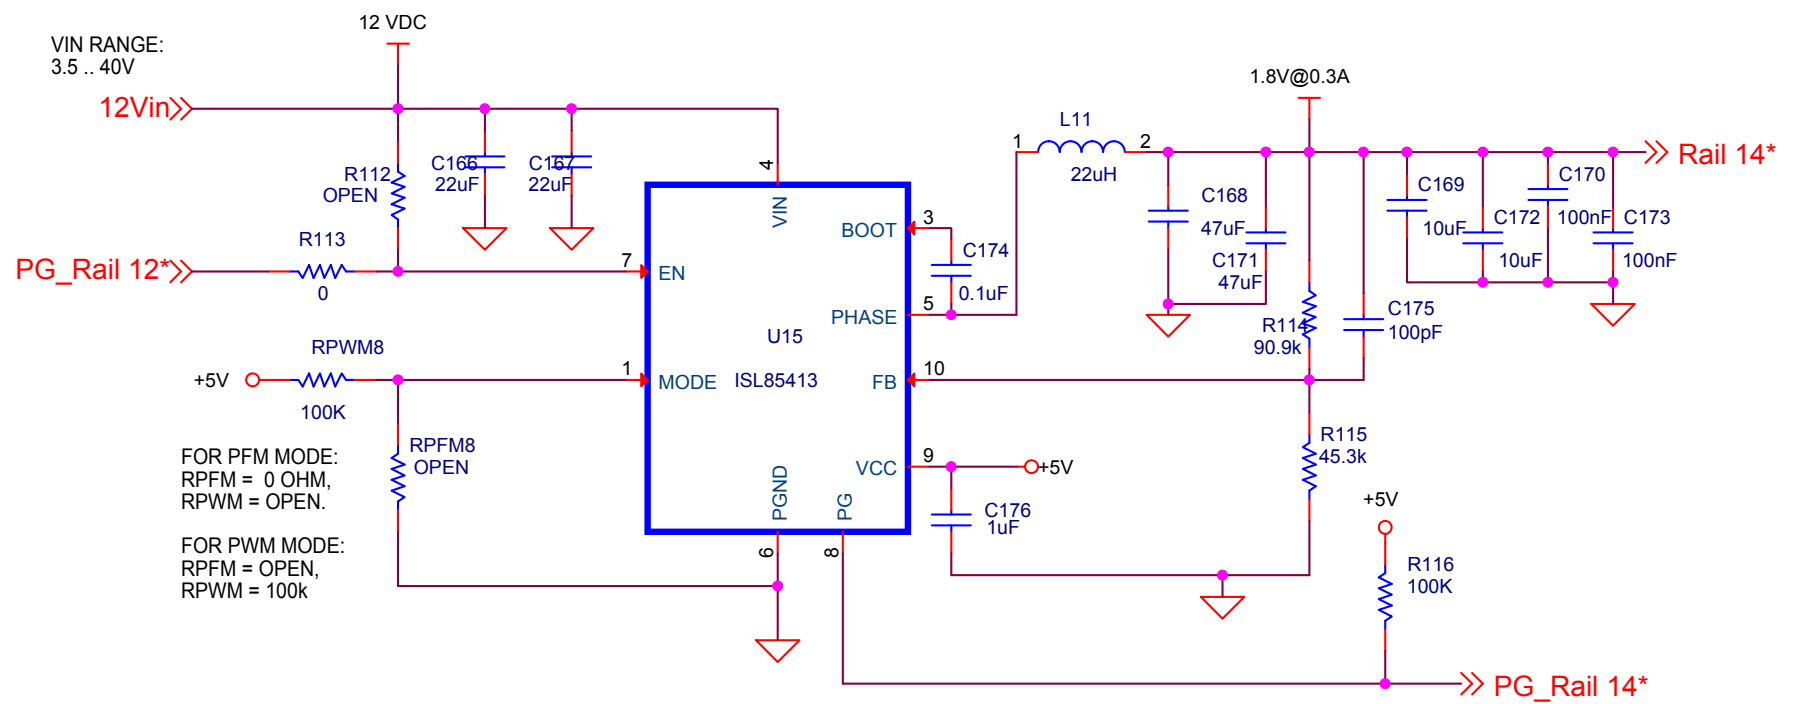 12 VDC
VIN RANGE:
3.5 .. 40V
12Vin
1.8V@0.3A
L11
1
2
22uH
Rail 14*
R112
OPEN
C166
22uF
C167
22uF
4
VIN
BOOT
3
C174
0.1uF
C168
47uF
C171
47uF
C169
10uF
C172
10uF
C170
100nF
C173
100nF
R113
0
PG_Rail 12*
7
EN
PHASE
5
U15
ISL85413
R114
90.9k
C175
100pF
RPWM8
+5V
100K
1
MODE
FB
10
RPFM8
OPEN
R115
45.3k
FOR PFM MODE:
RPFM =  0 OHM,
RPWM = OPEN.
VCC
9
+5V
C176
1uF
PGND
6
PG
8
+5V
R116
100K
FOR PWM MODE:
RPFM = OPEN,
RPWM = 100k
PG_Rail 14*